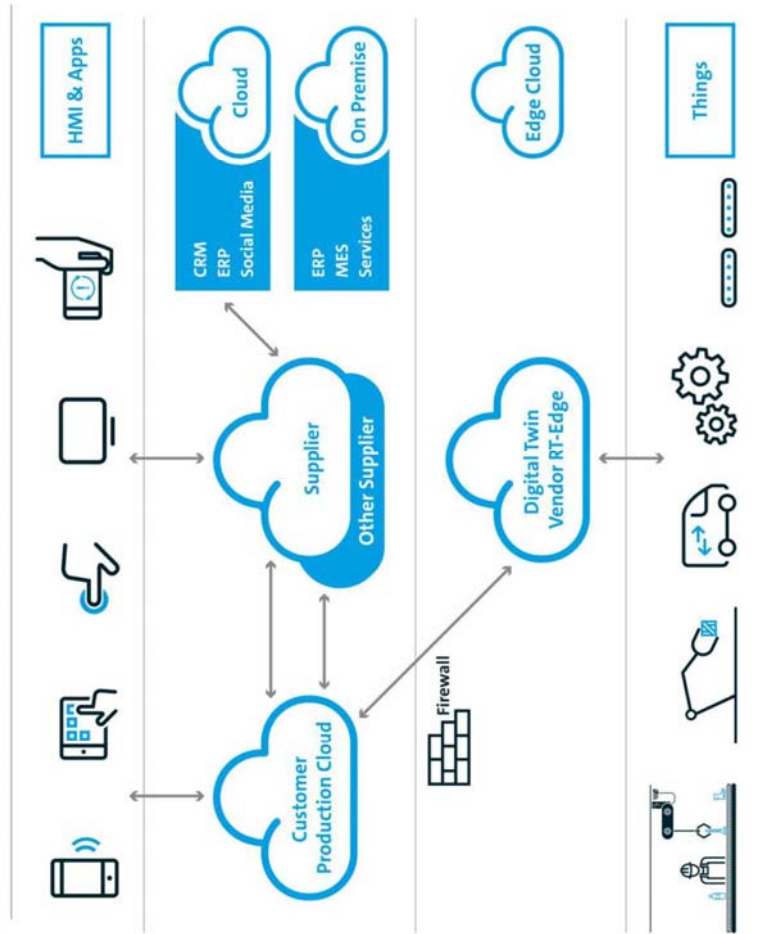 HMI & Apps
Cloud
CRM
ERP
Social Media
On Premise
ERP
MES
Services
Customer
Production Cloud
Supplier
Other Supplier
Firewall
Digital Twin
Vendor RT-Edge
Edge Cloud
Things